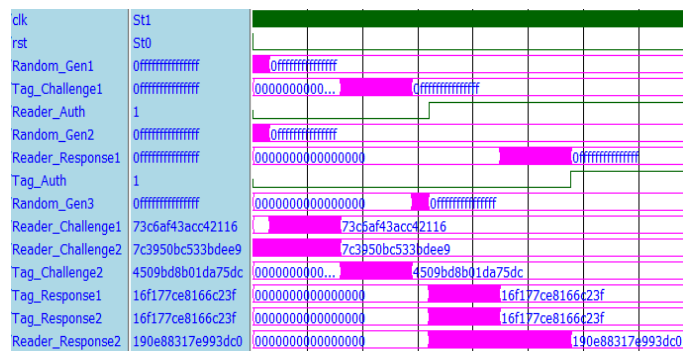 clk St1
rst St0
Random_Gen1 0fffffffffffffff 0fffffffffffffff
Tag_Challenge1 0fffffffffffffff 0000000000... 0fffffffffffffff
Reader_Auth 1
Random_Gen2 0fffffffffffffff 0fffffffffffffff
Reader_Response1 0fffffffffffffff 0000000000000000 0fffffffffffffff
Tag_Auth 1
Random_Gen3 0fffffffffffffff 0000000000000000 0fffffffffffffff
Reader_Challenge1 73c6af43acc42116 73c6af43acc42116
Reader_Challenge2 7c3950bc533bdee9 7c3950bc533bdee9
Tag_Challenge2 4509bd8b01da75dc 0000000000... 4509bd8b01da75dc
Tag_Response1 16f177ce8166c23f 0000000000000000 16f177ce8166c23f
Tag_Response2 16f177ce8166c23f 0000000000000000 16f177ce8166c23f
Reader_Response2 190e88317e993dc0 0000000000000000 190e88317e993dc0